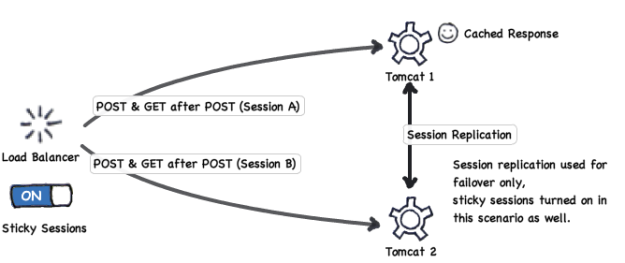 Cached Response
Tomcat 1
POST & GET after POST (Session A)
Load Balancer
Session Replication
POST & GET after POST (Session B)
Session replication used for
failover only,
sticky sessions turned on in
this scenario as well.
ON
Sticky Sessions
Tomcat 2